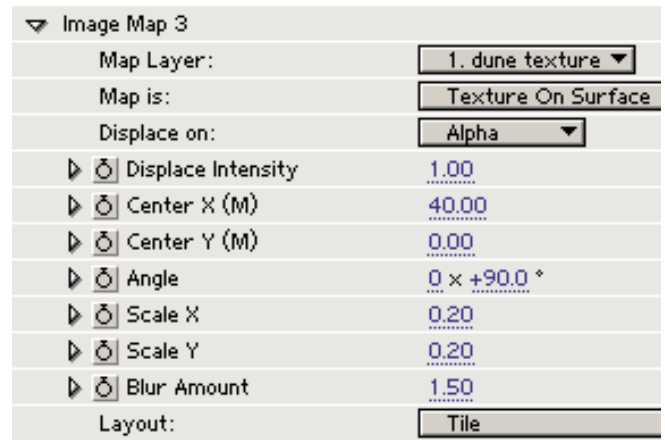 Image Map 3
Map Layer: 1. dune texture
Map is: Texture On Surface
Displace on: Alpha
Displace Intensity 1.00
Center X (M) 40.00
Center Y (M) 0.00
Angle 0 x +90.0 °
Scale X 0.20
Scale Y 0.20
Blur Amount 1.50
Layout: Tile